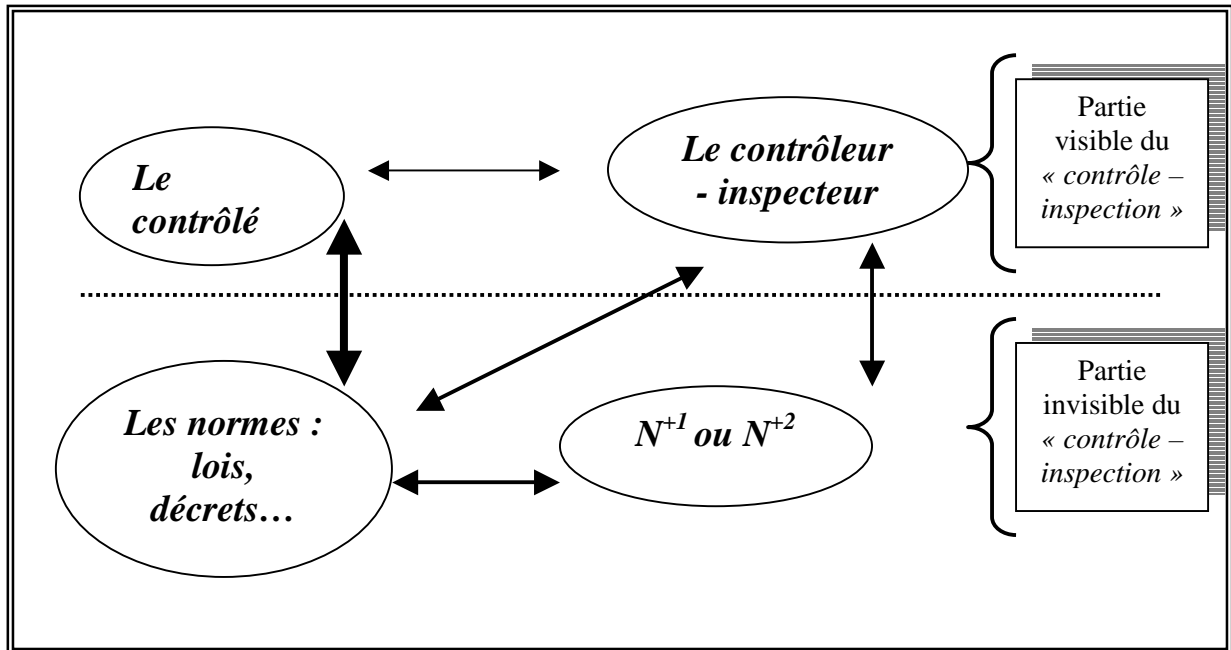 Le
contrôlé
Le contrôleur
- inspecteur
Partie
visible du
« contrôle –
inspection »
Les normes :
lois,
décrets…
N+1 ou N+2
Partie
invisible du
« contrôle –
inspection »